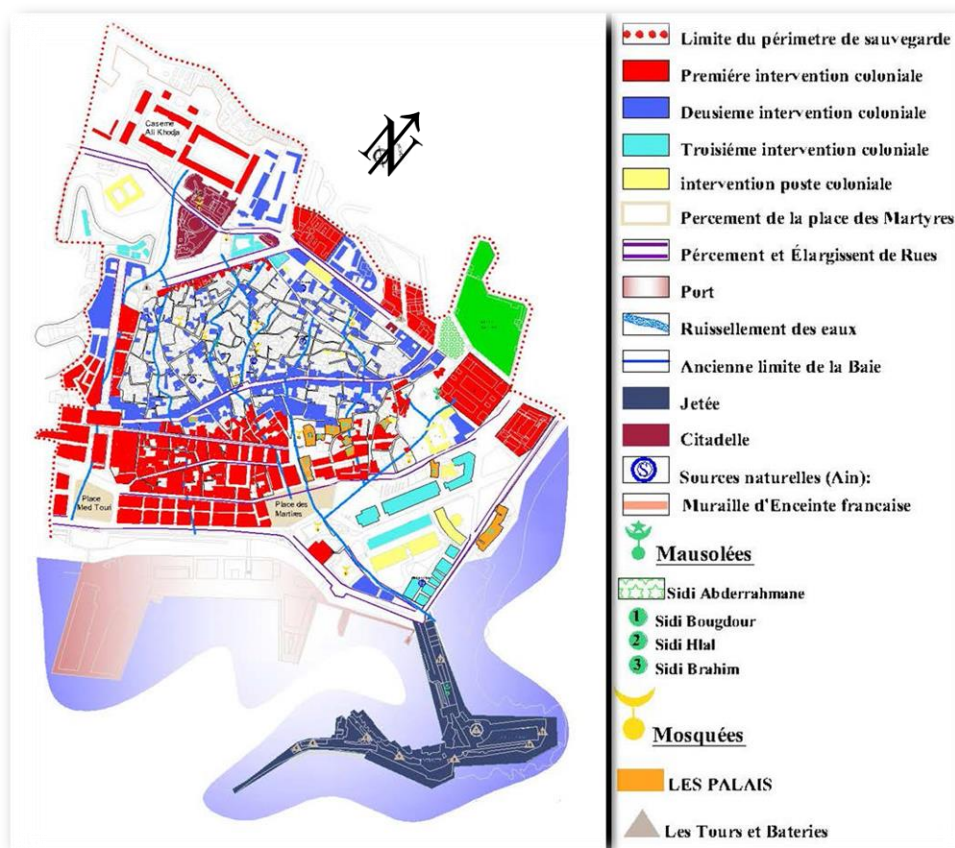 Caserne
Ali Khodja
Place
Med Touri
Place des
Martires
N
Limite du périmetre de sauvegarde
Premiére intervention coloniale
Deusieme intervention coloniale
Troisiéme intervention coloniale
intervention poste coloniale
Percement de la place des Martyres
Pércement et Élargissent de Rues
Port
Ruissellement des eaux
Ancienne limite de la Baie
Jetée
Citadelle
S
Sources naturelles (Ain):
Muraille d'Enceinte francaise
Mausolées
Sidi Abderrahmane
1 Sidi Bougdour
2 Sidi Hlal
3 Sidi Brahim
Mosquées
LES PALAIS
Les Tours et Bateries